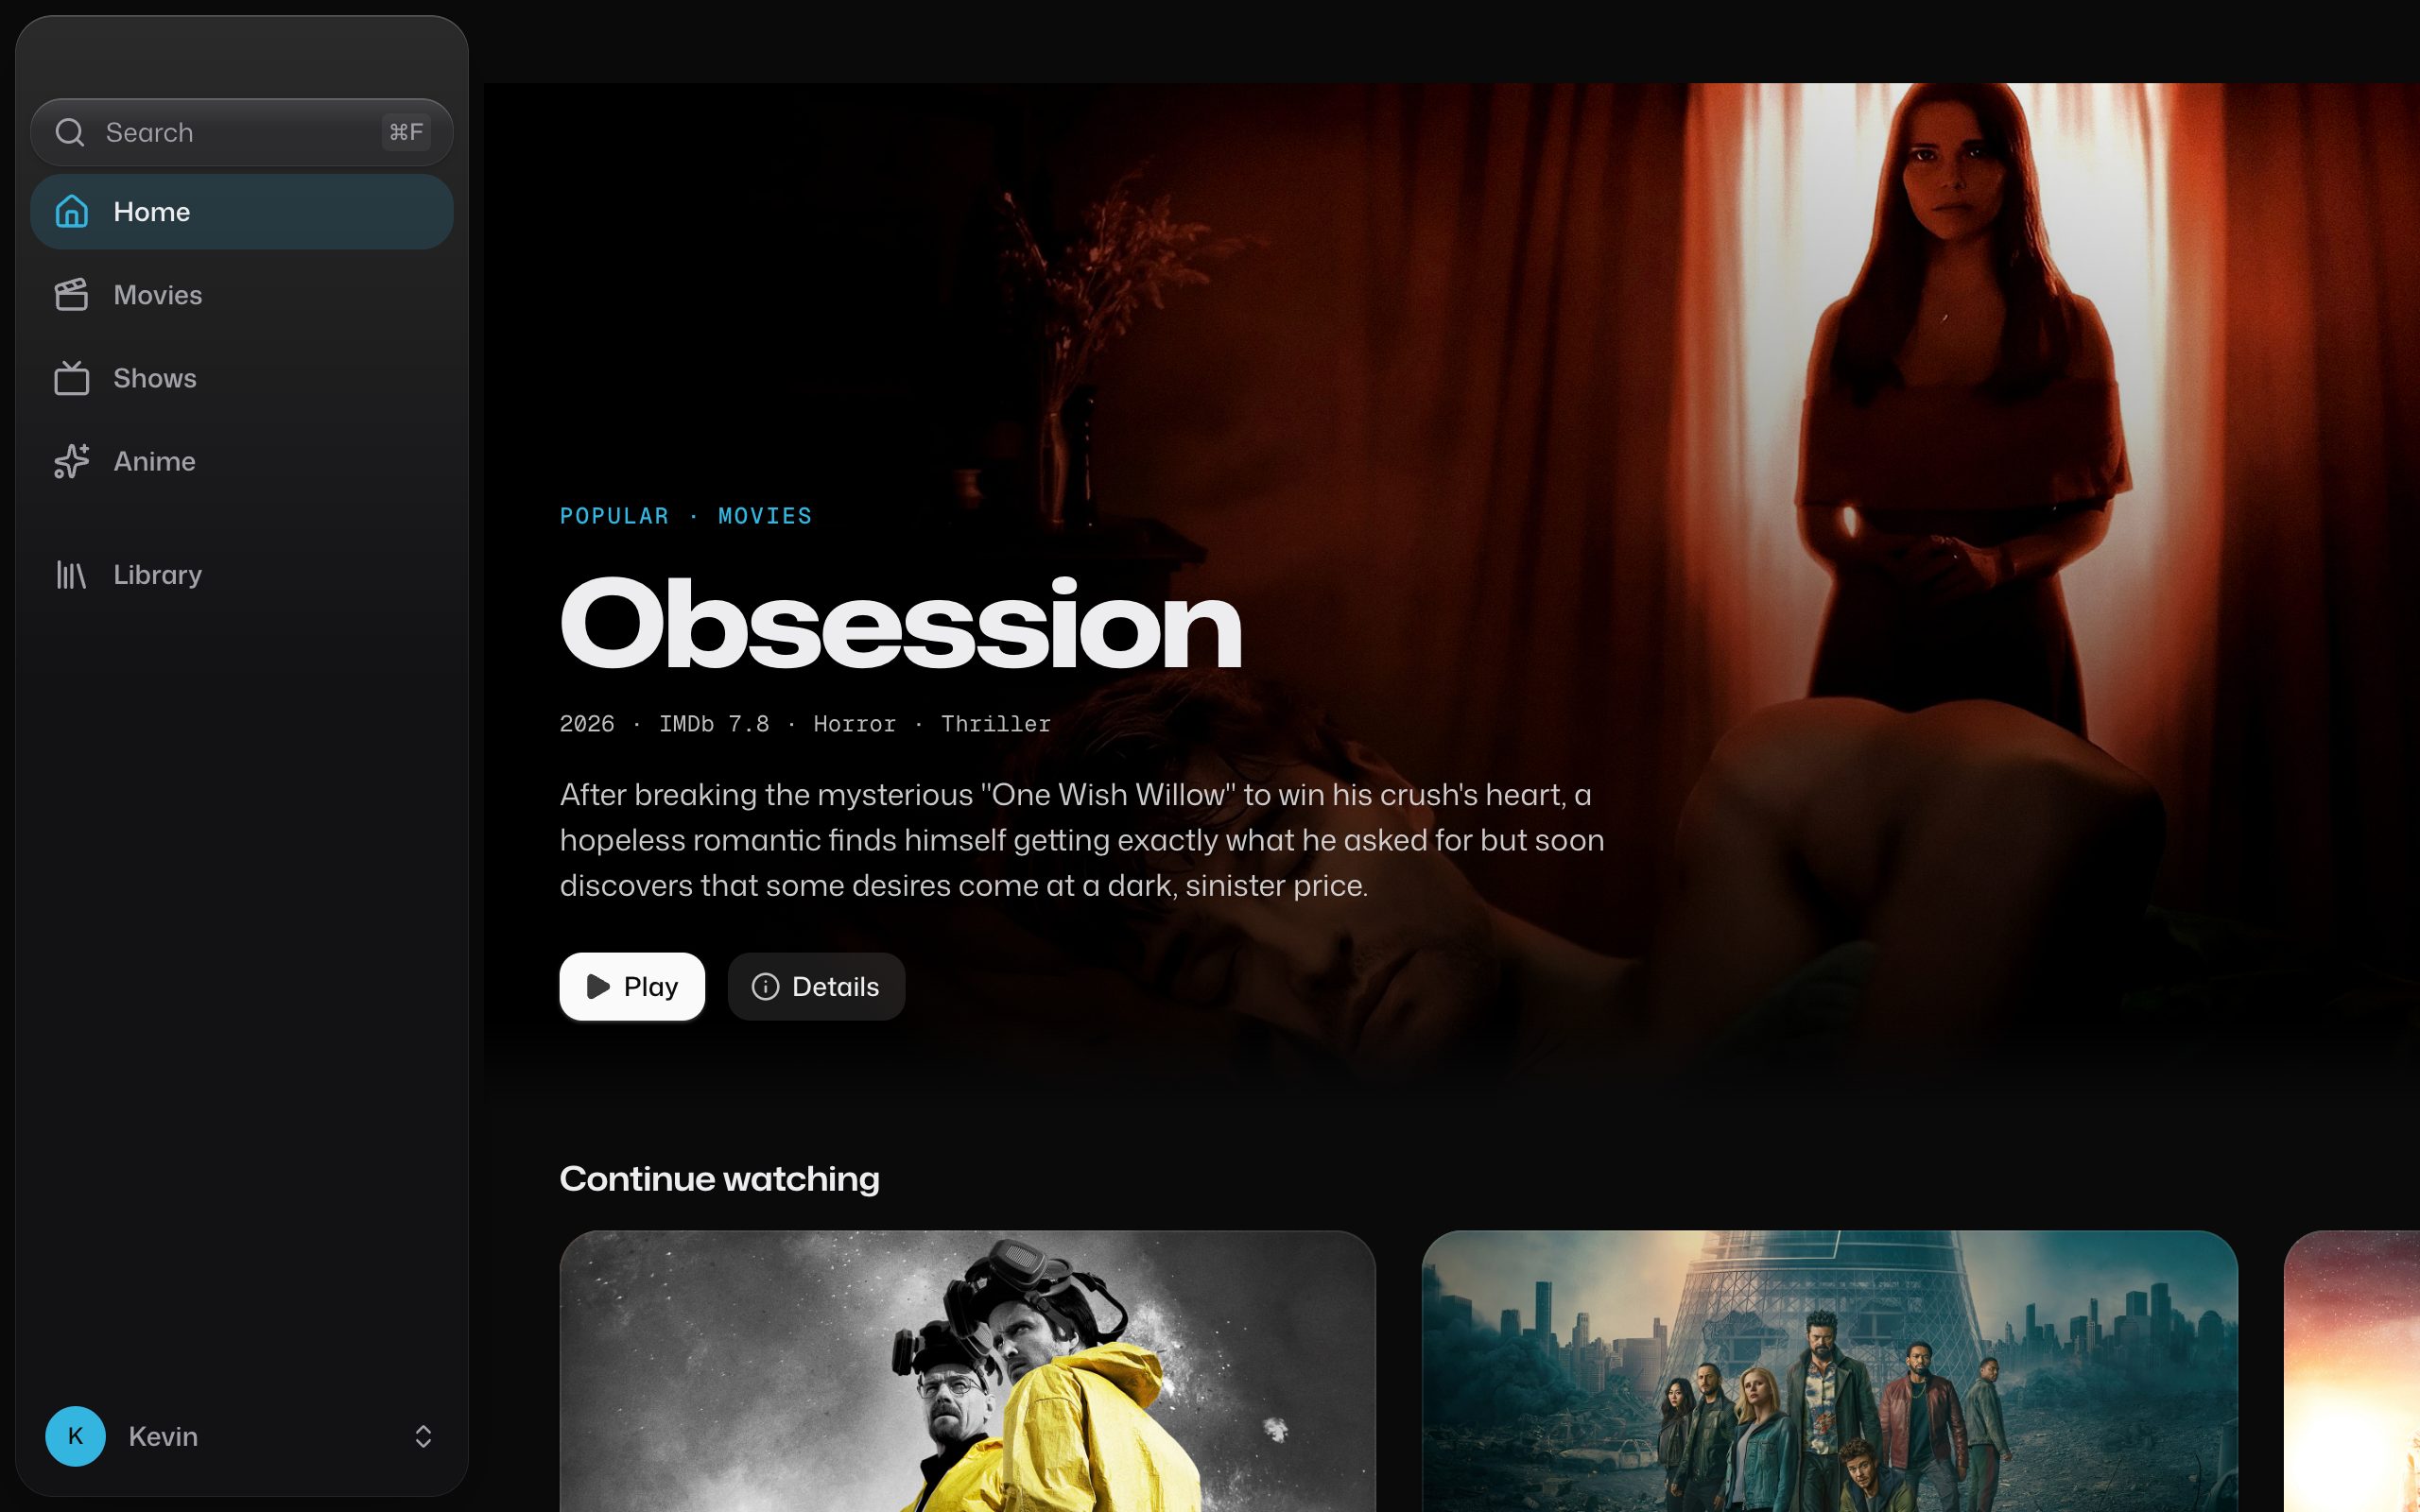 Search ⌘F
Home
Movies
Shows
Anime
Library
POPULAR · MOVIES
Obsession
2026 · IMDb 7.8 · Horror · Thriller
After breaking the mysterious "One Wish Willow" to win his crush's heart, a
hopeless romantic finds himself getting exactly what he asked for but soon
discovers that some desires come at a dark, sinister price.
Play
Details
Continue watching
K Kevin